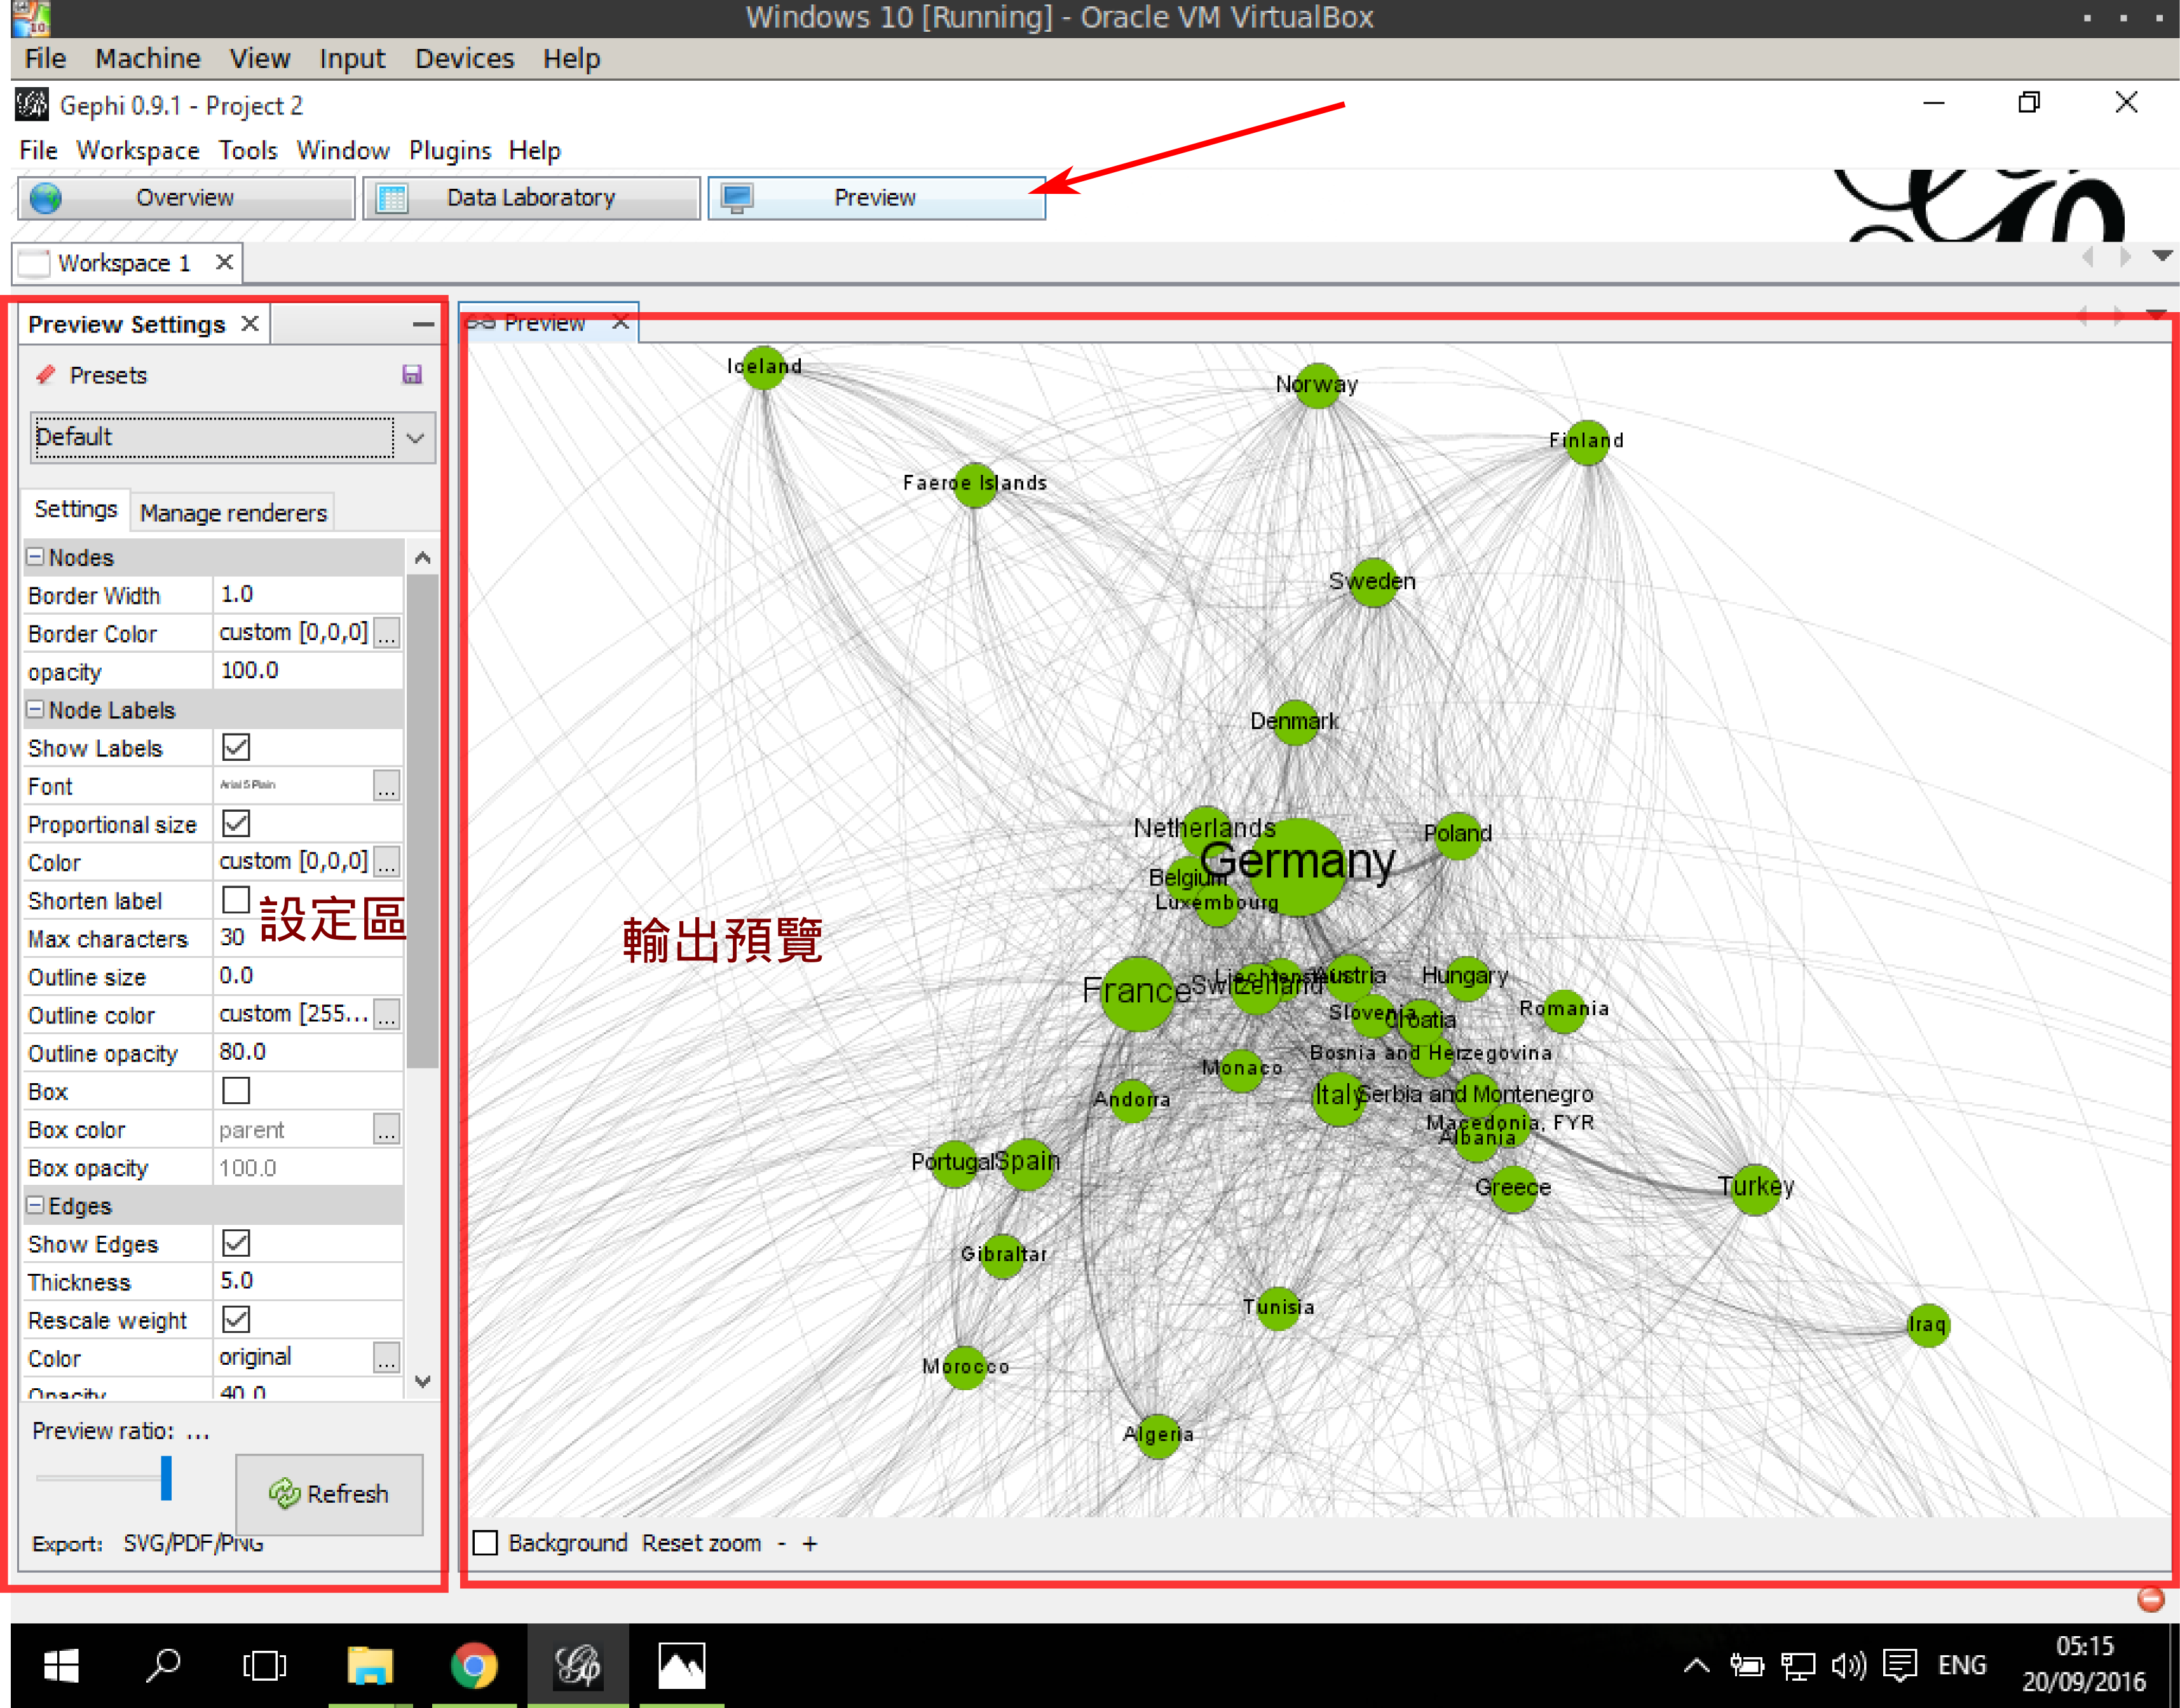 Windows 10 [Running] - Oracle VM VirtualBox
File Machine View Input Devices Help
Gephi 0.9.1 - Project 2
File Workspace Tools Window Plugins Help
Overview Data Laboratory Preview
Workspace 1
Preview Settings
Presets
Default
Settings Manage renderers
Nodes
Border Width 1.0
Border Color custom [0,0,0] ...
opacity 100.0
Node Labels
Show Labels
Font Arial 5 Plain ...
Proportional size
Color custom [0,0,0] ...
Shorten label
設定區
Max characters 30
Outline size 0.0
Outline color custom [255... ...
Outline opacity 80.0
Box
Box color parent ...
Box opacity 100.0
Edges
Show Edges
Thickness 5.0
Rescale weight
Color original ...
Opacity 40.0
Preview ratio: ...
Refresh
Export: SVG/PDF/PNG
Preview
Iceland
Norway
Finland
Faeroe Islands
Sweden
Denmark
Netherlands
Poland
Germany
Belgium
Luxembourg
輸出預覽
France
Switzerland
Liechtenstein
Austria
Hungary
Slovenia
Croatia
Romania
Bosnia and Herzegovina
Monaco
Andorra
Italy
Serbia and Montenegro
Macedonia, FYR
Albania
Portugal
Spain
Greece
Turkey
Gibraltar
Tunisia
Iraq
Morocco
Algeria
Background Reset zoom - +
ENG
05:15
20/09/2016